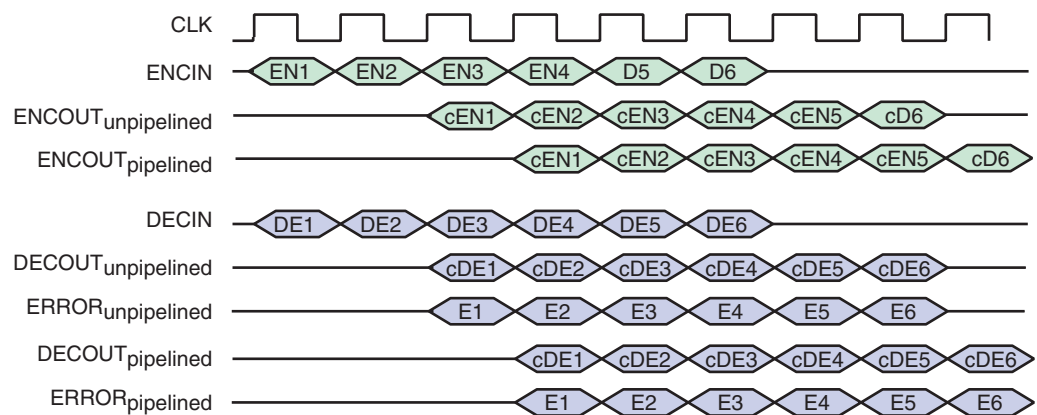 CLK
ENCIN EN1 EN2 EN3 EN4 D5 D6
ENCOUTunpipelined cEN1 cEN2 cEN3 cEN4 cEN5 cD6
ENCOUTpipelined cEN1 cEN2 cEN3 cEN4 cEN5 cD6
DECIN DE1 DE2 DE3 DE4 DE5 DE6
DECOUTunpipelined cDE1 cDE2 cDE3 cDE4 cDE5 cDE6
ERRORunpipelined E1 E2 E3 E4 E5 E6
DECOUTpipelined cDE1 cDE2 cDE3 cDE4 cDE5 cDE6
ERRORpipelined E1 E2 E3 E4 E5 E6